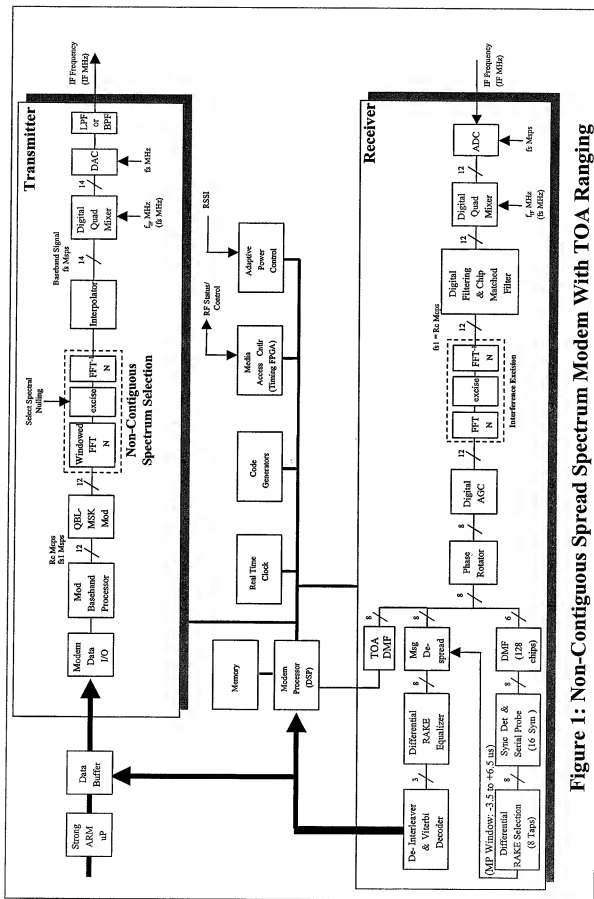 Transmitter
IF Frequency
(IF MHz)
LPF
or
BPF
DAC
fs MHz
14
Digital
Quad
Mixer
fIF MHz
(fs MHz)
14
Baseband Signal
fs Msps
Interpolator
Select Spectral
Nulling
FFT-1
N
excise
Windowed
FFT
N
Non-Contiguous
Spectrum Selection
12
QBL-
MSK
Mod
Rc Mcps
fs1 Msps
12
Mod
Baseband
Processor
Modem
Data
I/O
Data
Buffer
Strong
ARM
uP
RSSI
Adaptive
Power
Control
RF Status/
Control
Media
Access Cntlr
(Timing FPGA)
Code
Generators
Real Time
Clock
Memory
Modem
Processor
(DSP)
Receiver
IF Frequency
(IF MHz)
ADC
fs Msps
12
Digital
Quad
Mixer
fIF MHz
(fs MHz)
12
Digital
Filtering
& Chip
Matched
Filter
fs1 = Rc Mcps
12
FFT-1
N
excise
FFT
N
Interference Excision
12
Digital
AGC
8
Phase
Rotator
8
8
TOA
DMF
8
Msg
De-
spread
8
Differential
RAKE
Equalizer
3
De- Interleaver
& Viterbi
Decoder
6
DMF
(128
chips)
8
Sync Det &
Serial Probe
(16 Sym )
8
Differential
RAKE Selection
(8 Taps)
(MP Window: -3.5 to +6.5 us)
Figure 1: Non-Contiguous Spread Spectrum Modem With TOA Ranging